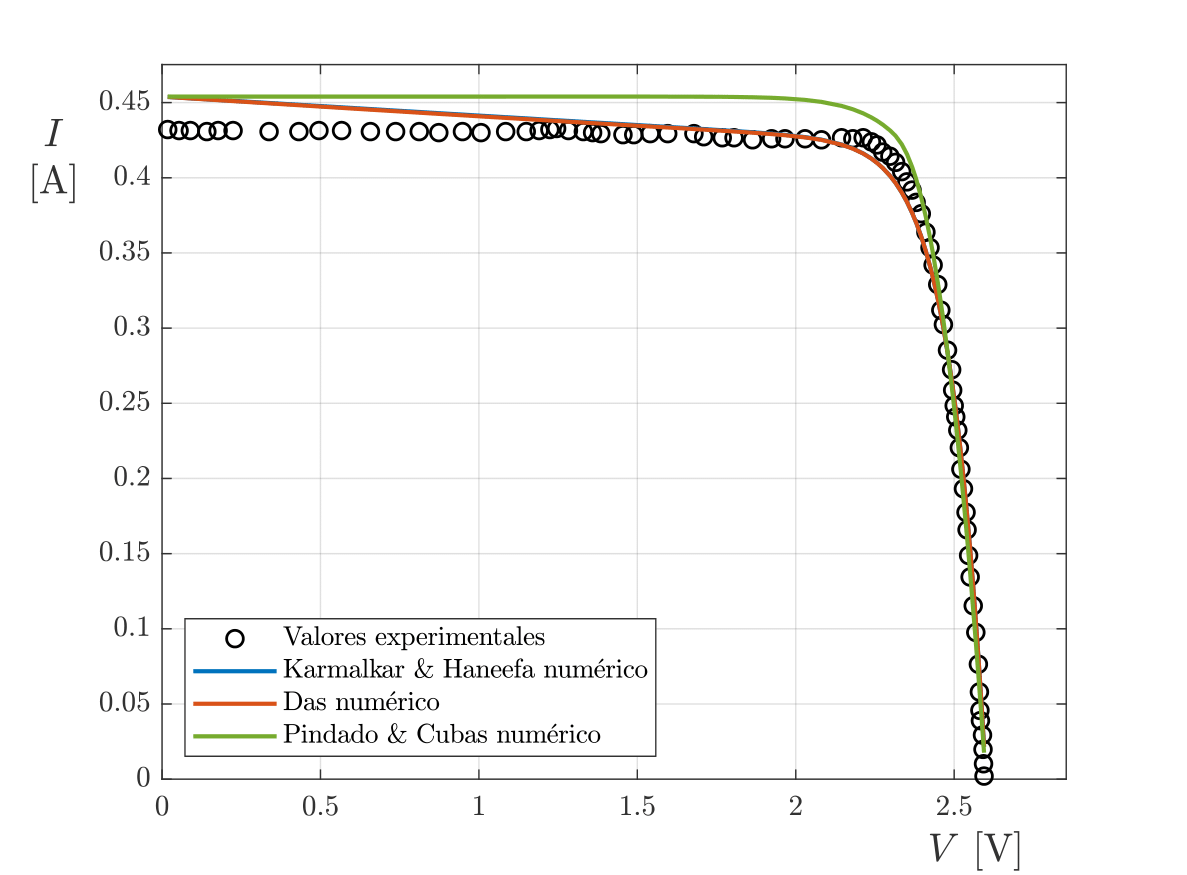 0.45
I
[A]
0.4
0.35
0.3
0.25
0.2
0.15
0.1
0.05
0
Valores experimentales
Karmalkar & Haneefa numérico
Das numérico
Pindado & Cubas numérico
0 0.5 1 1.5 2 2.5
V [V]